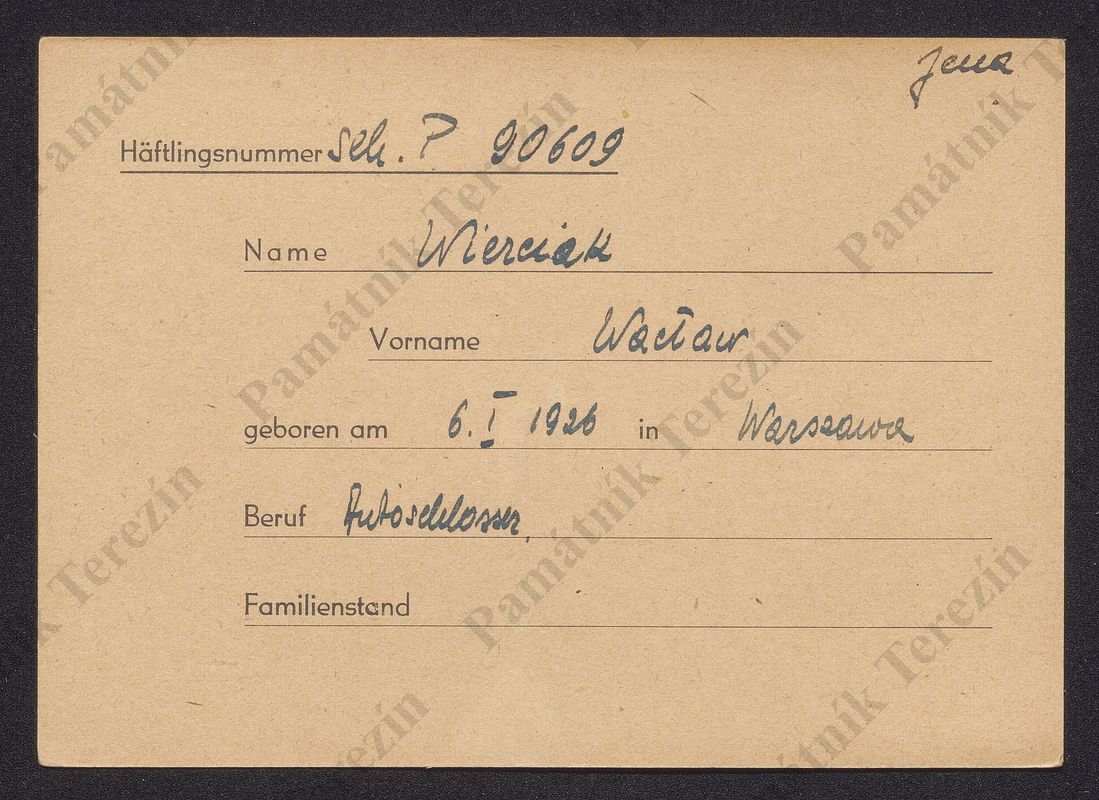 Jena
Häftlingsnummer Sch. P 90609
Name Wierciak
Vorname Wacław
geboren am 6. I 1926 in Warszawa
Beruf Autoschlosser,
Familienstand
Památník Terezín